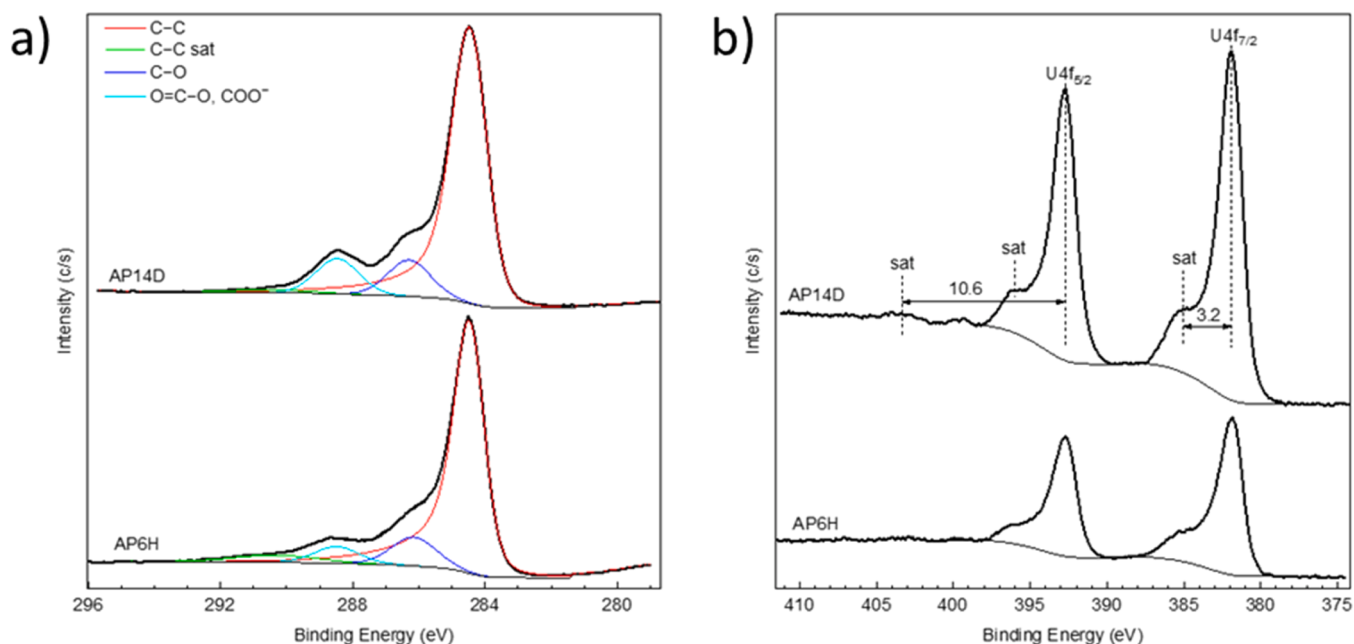 a)
C−C
C−C sat
C−O
O=C−O, COO⁻
AP14D
AP6H
Intensity (c/s)
296 292 288 284 280
Binding Energy (eV)
b)
U4f7/2
U4f5/2
sat
sat
sat
10.6
3.2
AP14D
AP6H
Intensity (c/s)
410 405 400 395 390 385 380 375
Binding Energy (eV)